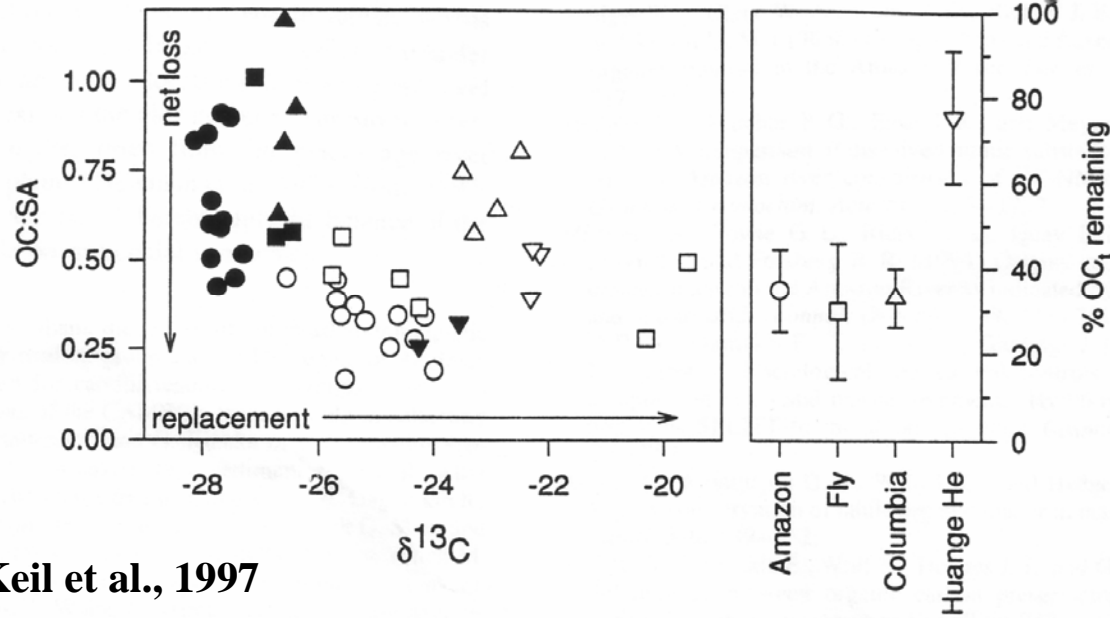 net loss
OC:SA
1.00
0.75
0.50
0.25
0.00
replacement
-28 -26 -24 -22 -20
δ13C
100
80
60
40
20
0
% OCt remaining
Amazon
Fly
Columbia
Huange He
Keil et al., 1997